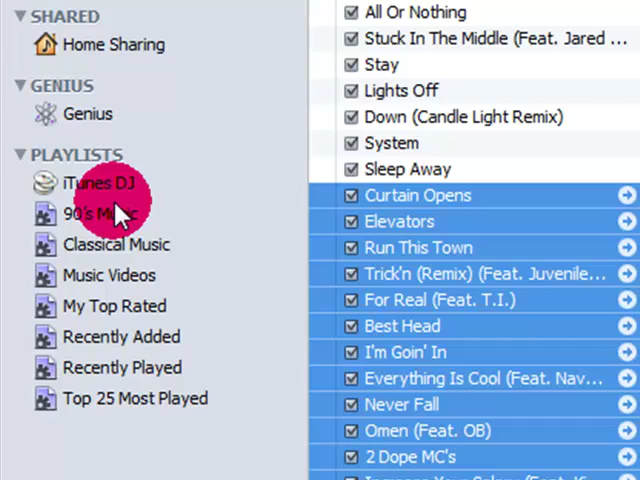 SHARED
Home Sharing
GENIUS
Genius
PLAYLISTS
iTunes DJ
90's Music
Classical Music
Music Videos
My Top Rated
Recently Added
Recently Played
Top 25 Most Played
All Or Nothing
Stuck In The Middle (Feat. Jared ...
Stay
Lights Off
Down (Candle Light Remix)
System
Sleep Away
Curtain Opens
Elevators
Run This Town
Trick'n (Remix) (Feat. Juvenile...
For Real (Feat. T.I.)
Best Head
I'm Goin' In
Everything Is Cool (Feat. Nav...
Never Fall
Omen (Feat. OB)
2 Dope MC's